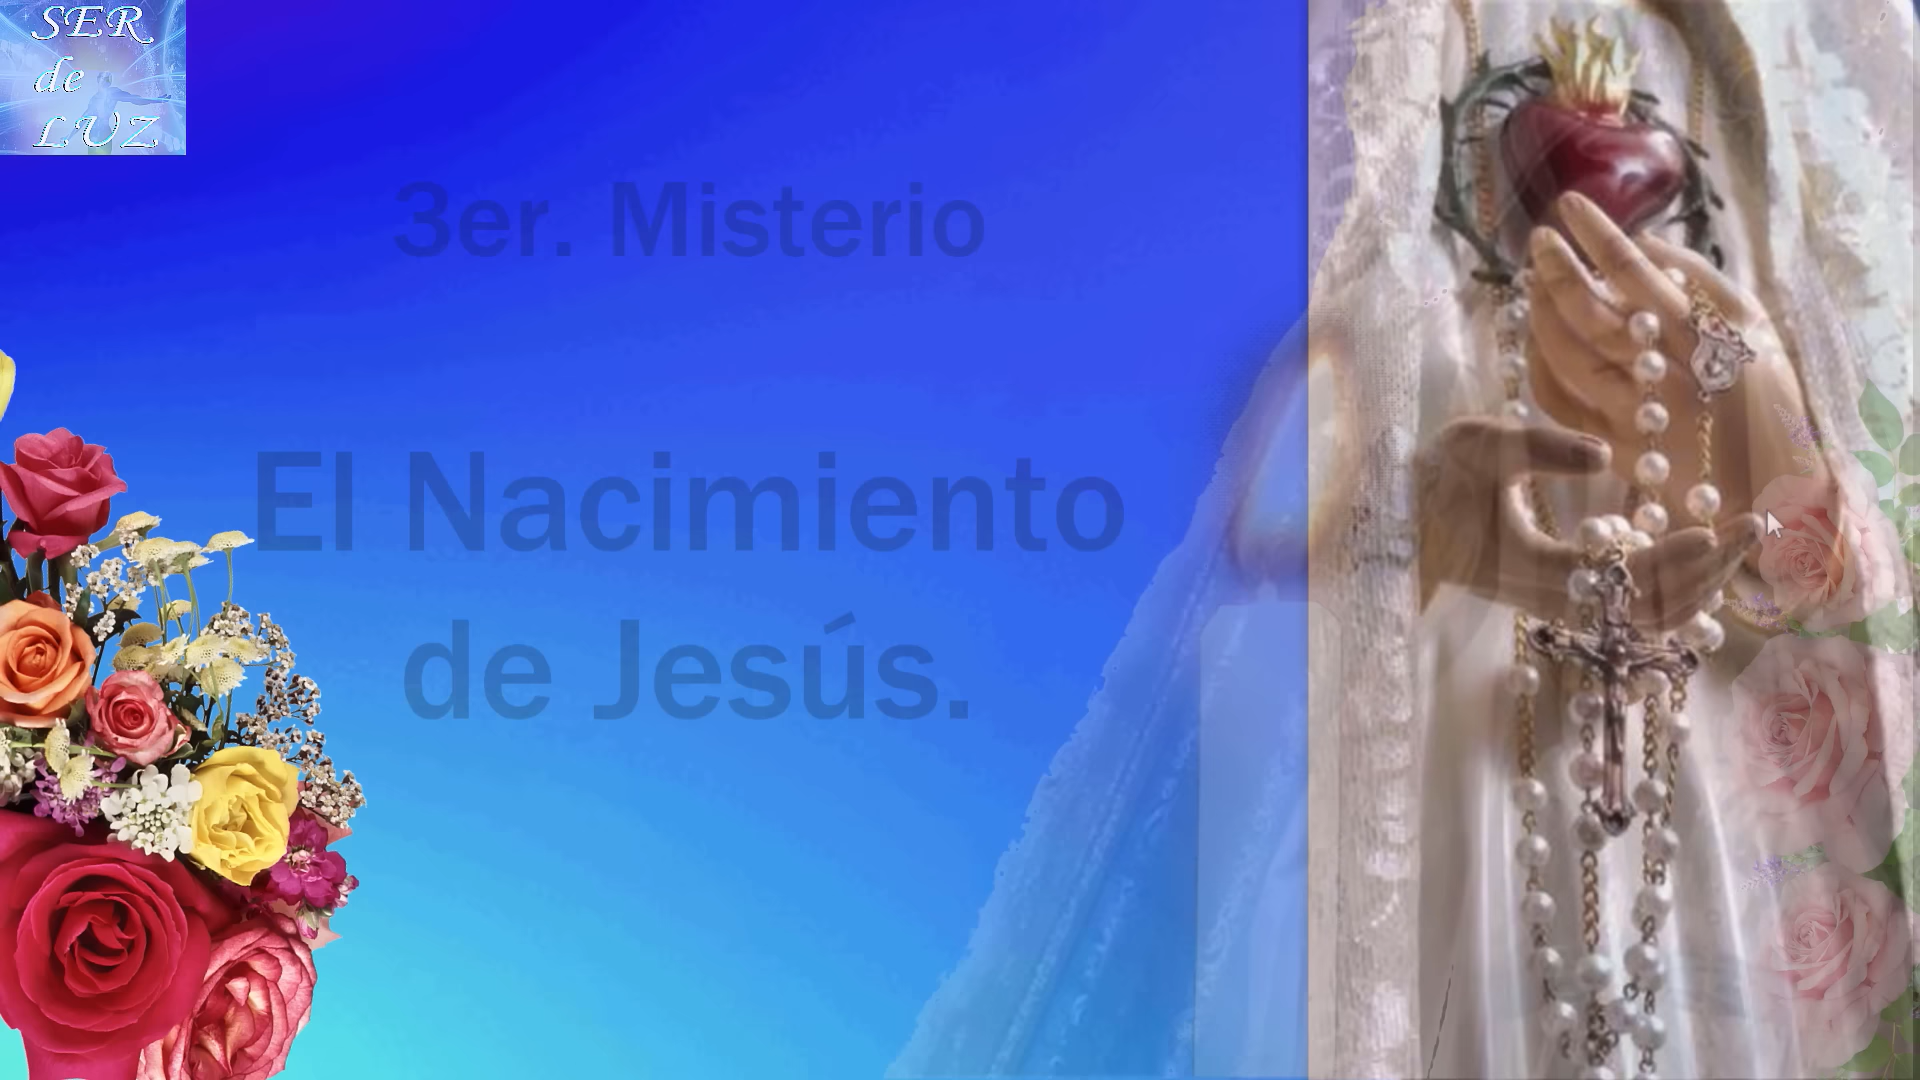 SER
de
LUZ
3er. Misterio
El Nacimiento
de Jesús.